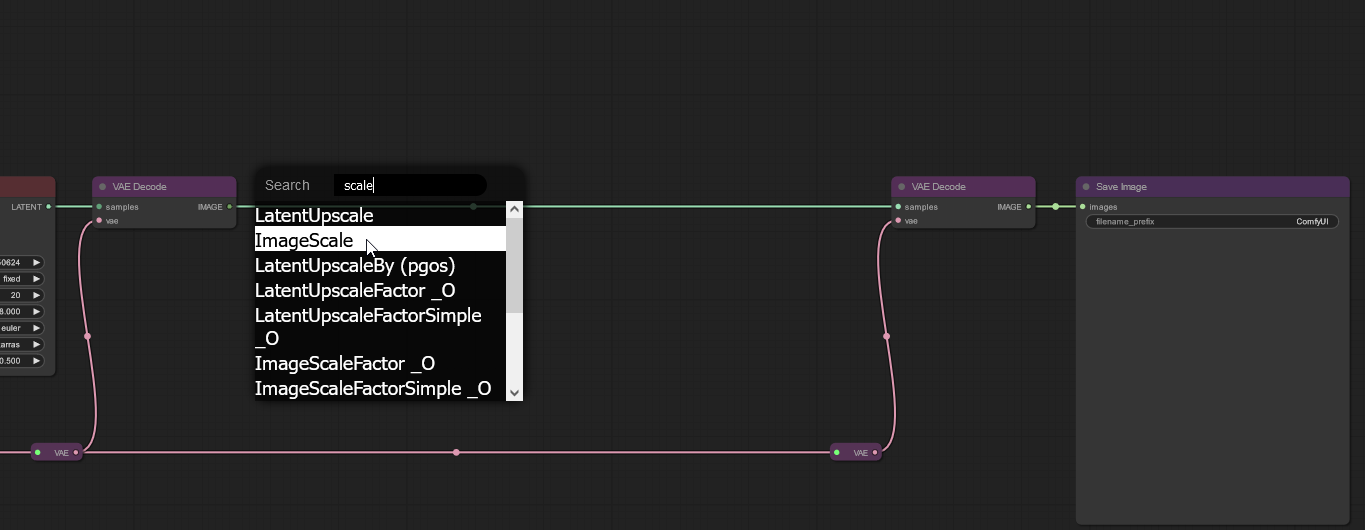 VAE Decode
VAE Decode
Save Image
Search
scale
LATENT
samples
IMAGE
samples
IMAGE
images
vae
vae
filename_prefix
ComfyUI
LatentUpscale
ImageScale
LatentUpscaleBy (pgos)
LatentUpscaleFactor _O
LatentUpscaleFactorSimple
_O
ImageScaleFactor _O
ImageScaleFactorSimple _O
50624
fixed
20
8.000
euler
arras
0.500
VAE
VAE